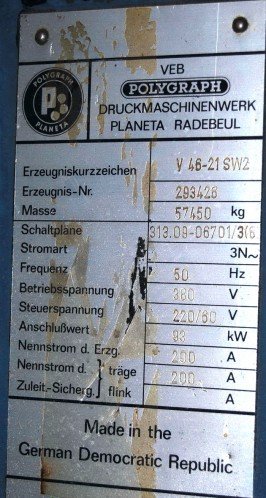 POLYGRAPH
PLANETA
VEB
POLYGRAPH
DRUCKMASCHINENWERK
PLANETA RADEBEUL
Erzeugniskurzzeichen V 46-21 SW2
Erzeugnis-Nr. 293426
Masse 57450 kg
Schaltpläne 313.09-06701/3(6
Stromart 3N~
Frequenz 50 Hz
Betriebsspannung 380 V
Steuerspannung 220/60 V
Anschlußwert 93 kW
Nennstrom d. Erzg. 200 A
Nennstrom d. } träge 200 A
Zuleit.-Sicherg. } flink A
Made in the
German Democratic Republic